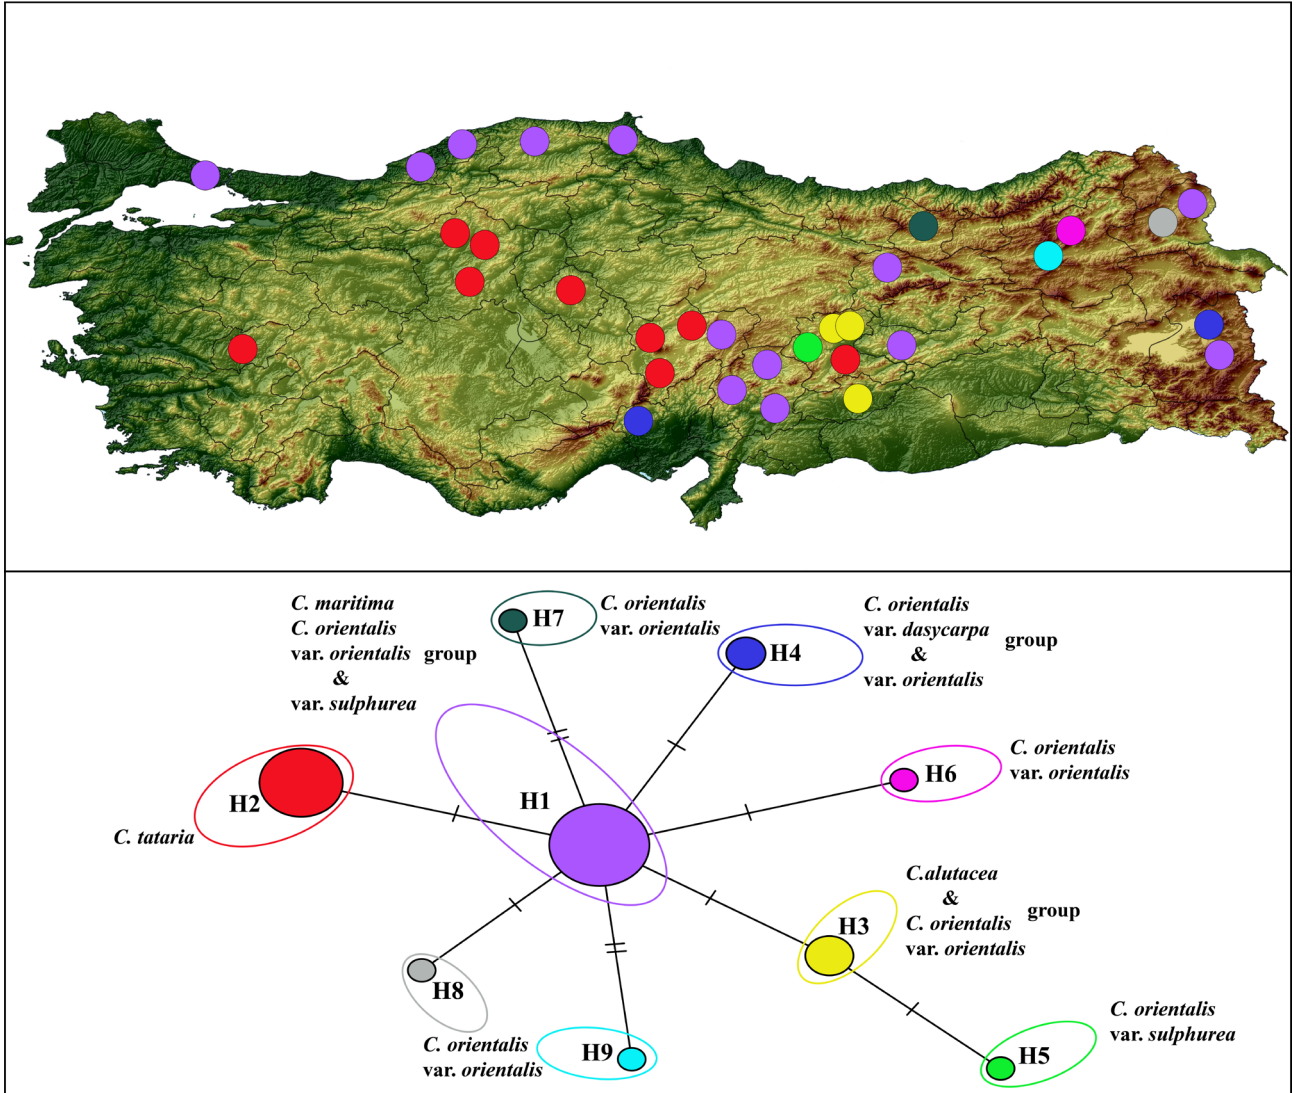 C. maritima
C. orientalis
var. orientalis group
&
var. sulphurea
H7
C. orientalis
var. orientalis
H4
C. orientalis
var. dasycarpa group
&
var. orientalis
H2
C. tataria
H1
H6
C. orientalis
var. orientalis
H3
C.alutacea
&
C. orientalis group
var. orientalis
H8
C. orientalis
var. orientalis
H9
H5
C. orientalis
var. sulphurea